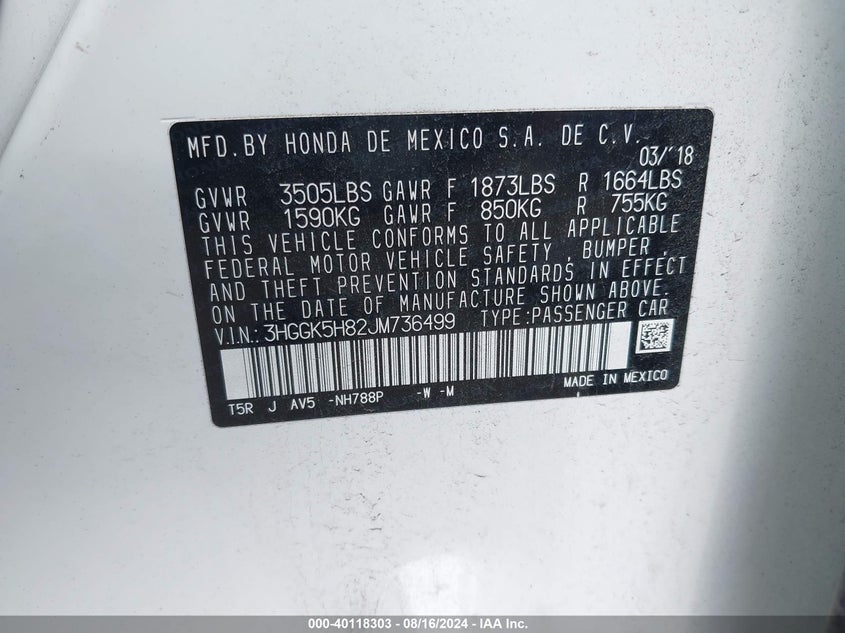 MFD.BY HONDA DE MEXICO S.A. DE C.V.
03/'18
GVWR 3505LBS GAWR F 1873LBS R 1664LBS
GVWR 1590KG GAWR F 850KG R 755KG
THIS VEHICLE CONFORMS TO ALL APPLICABLE
FEDERAL MOTOR VEHICLE SAFETY , BUMPER ,
AND THEFT PREVENTION STANDARDS IN EFFECT
ON THE DATE OF MANUFACTURE SHOWN ABOVE.
V.I.N.: 3HGGK5H82JM736499 TYPE:PASSENGER CAR
T5R J AV5 -NH788P -W -M MADE IN MEXICO
000-40118303 - 08/16/2024 - IAA Inc.